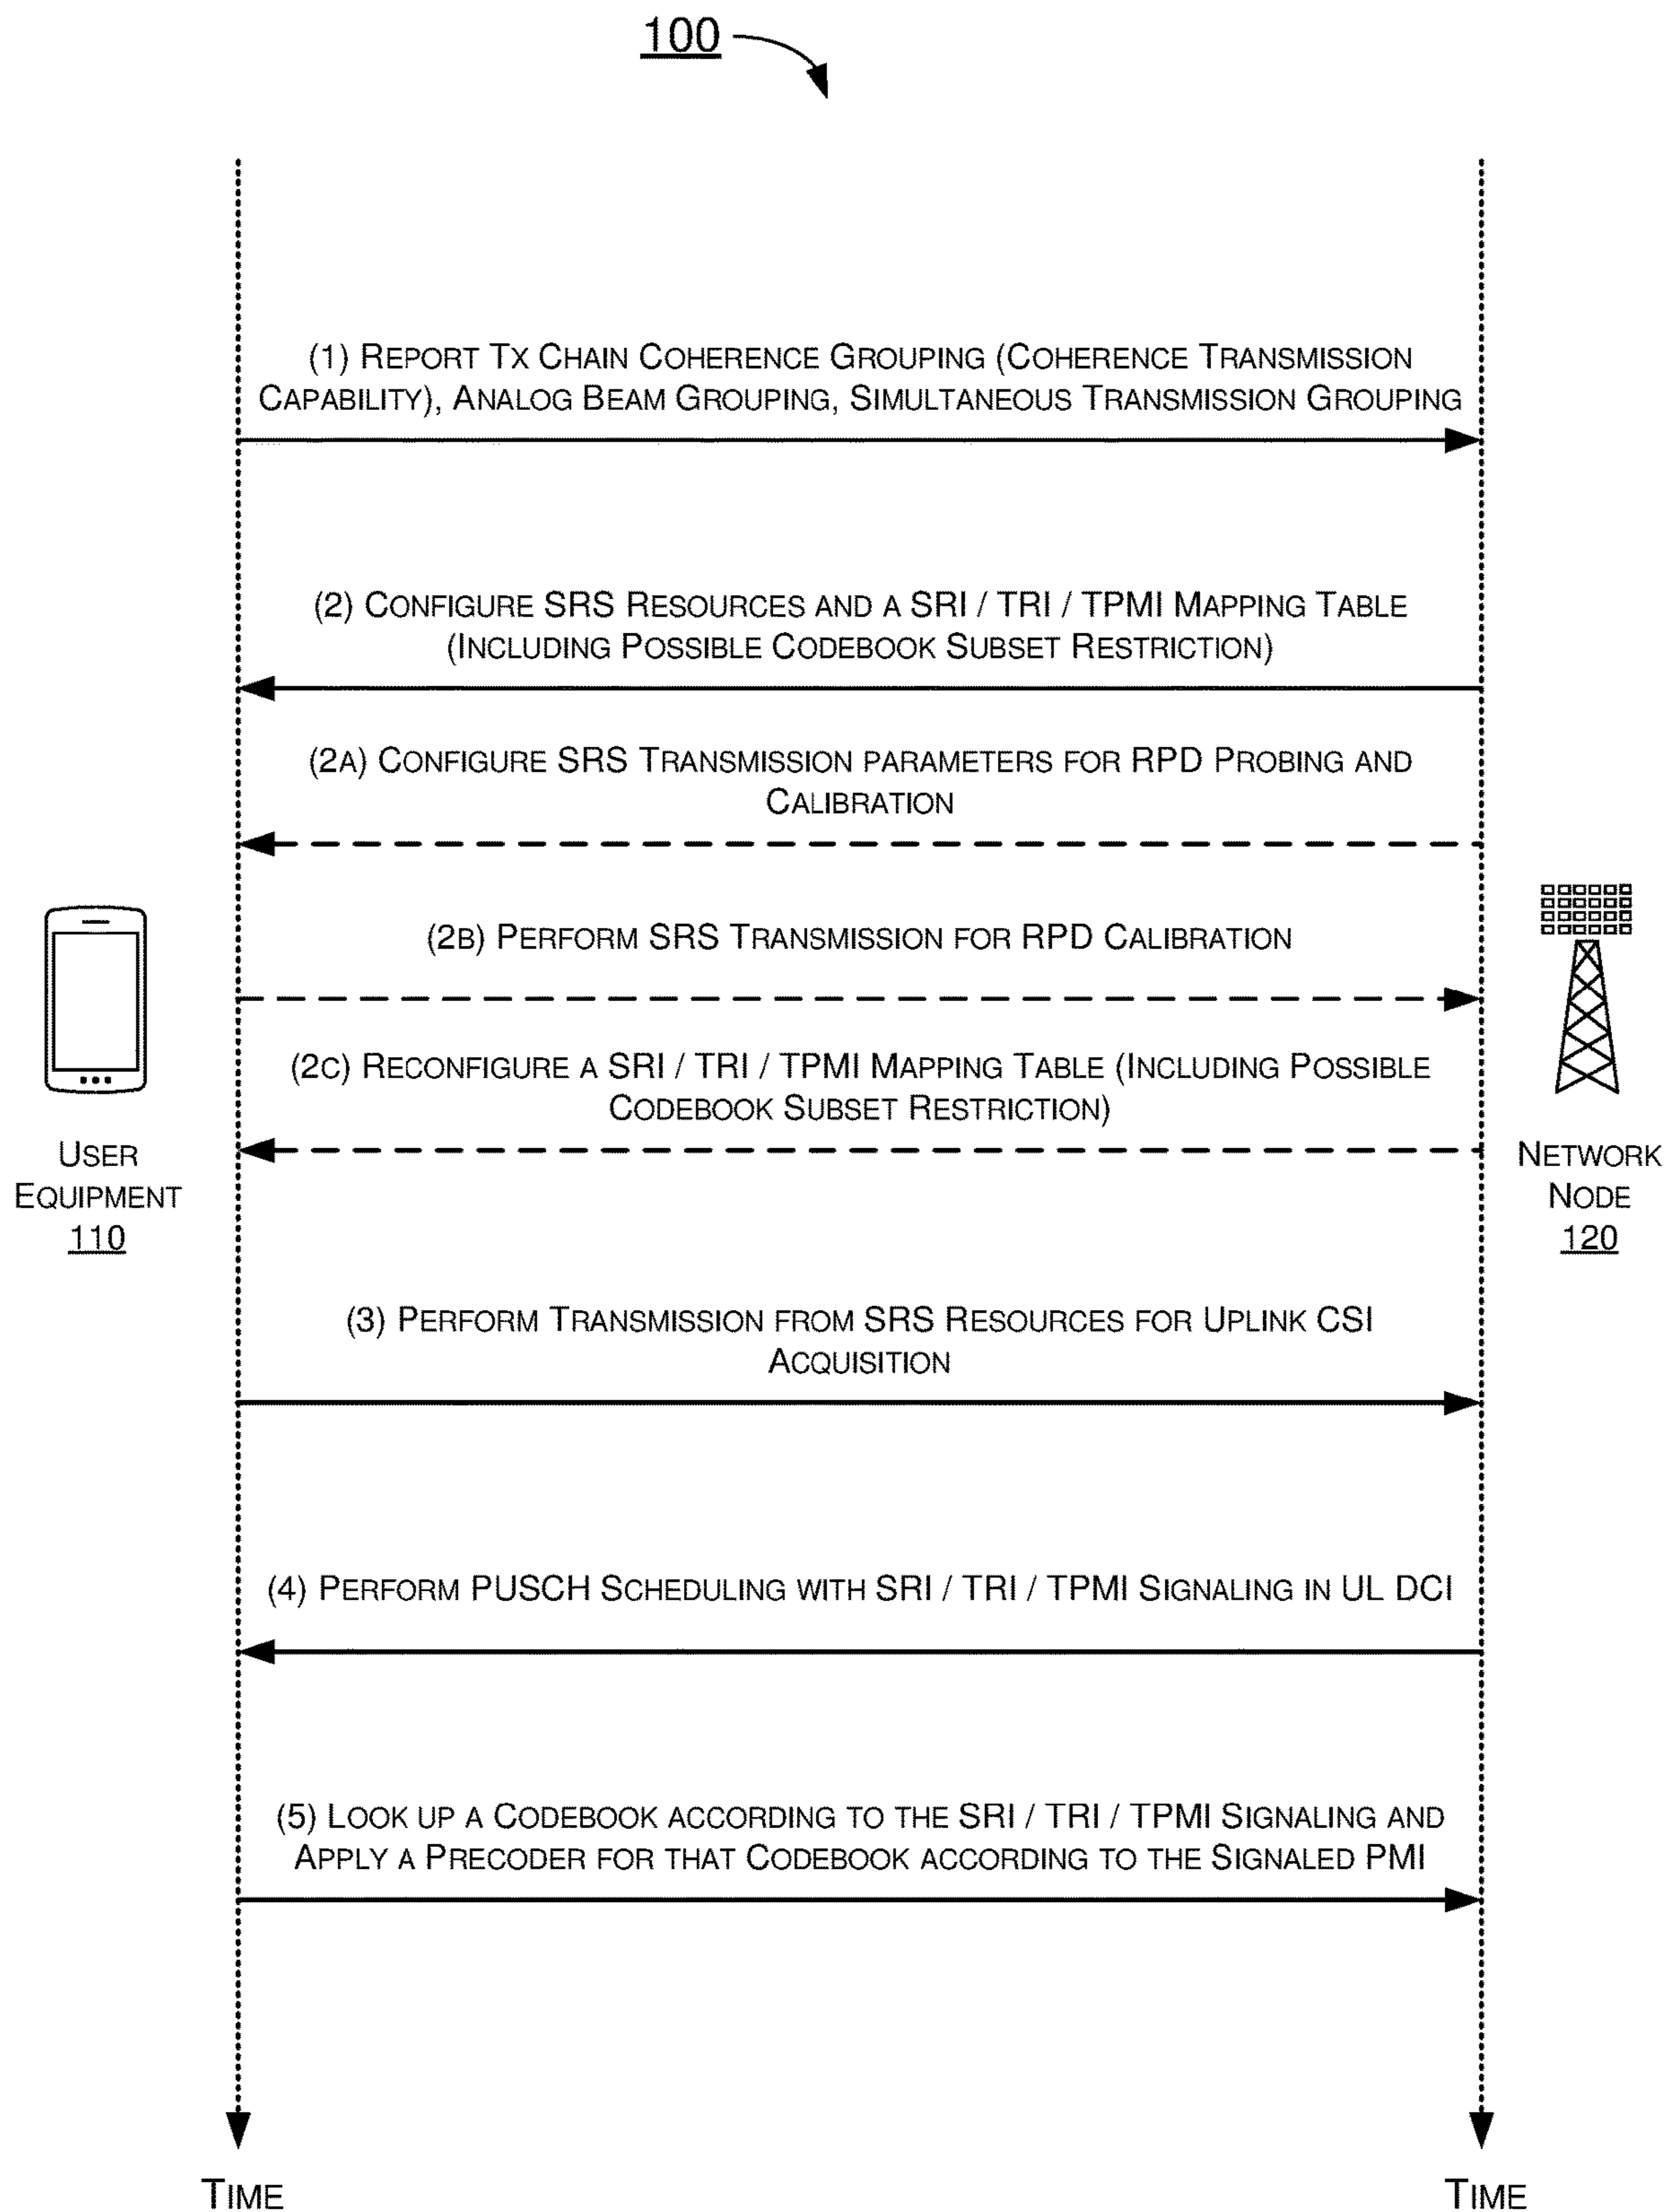 100
(1) Report Tx Chain Coherence Grouping (Coherence Transmission
Capability), Analog Beam Grouping, Simultaneous Transmission Grouping
(2) Configure SRS Resources and a SRI / TRI / TPMI Mapping Table
(Including Possible Codebook Subset Restriction)
(2a) Configure SRS Transmission parameters for RPD Probing and
Calibration
(2b) Perform SRS Transmission for RPD Calibration
(2c) Reconfigure a SRI / TRI / TPMI Mapping Table (Including Possible
Codebook Subset Restriction)
User
Equipment
110
Network
Node
120
(3) Perform Transmission from SRS Resources for Uplink CSI
Acquisition
(4) Perform PUSCH Scheduling with SRI / TRI / TPMI Signaling in UL DCI
(5) Look up a Codebook according to the SRI / TRI / TPMI Signaling and
Apply a Precoder for that Codebook according to the Signaled PMI
Time
Time